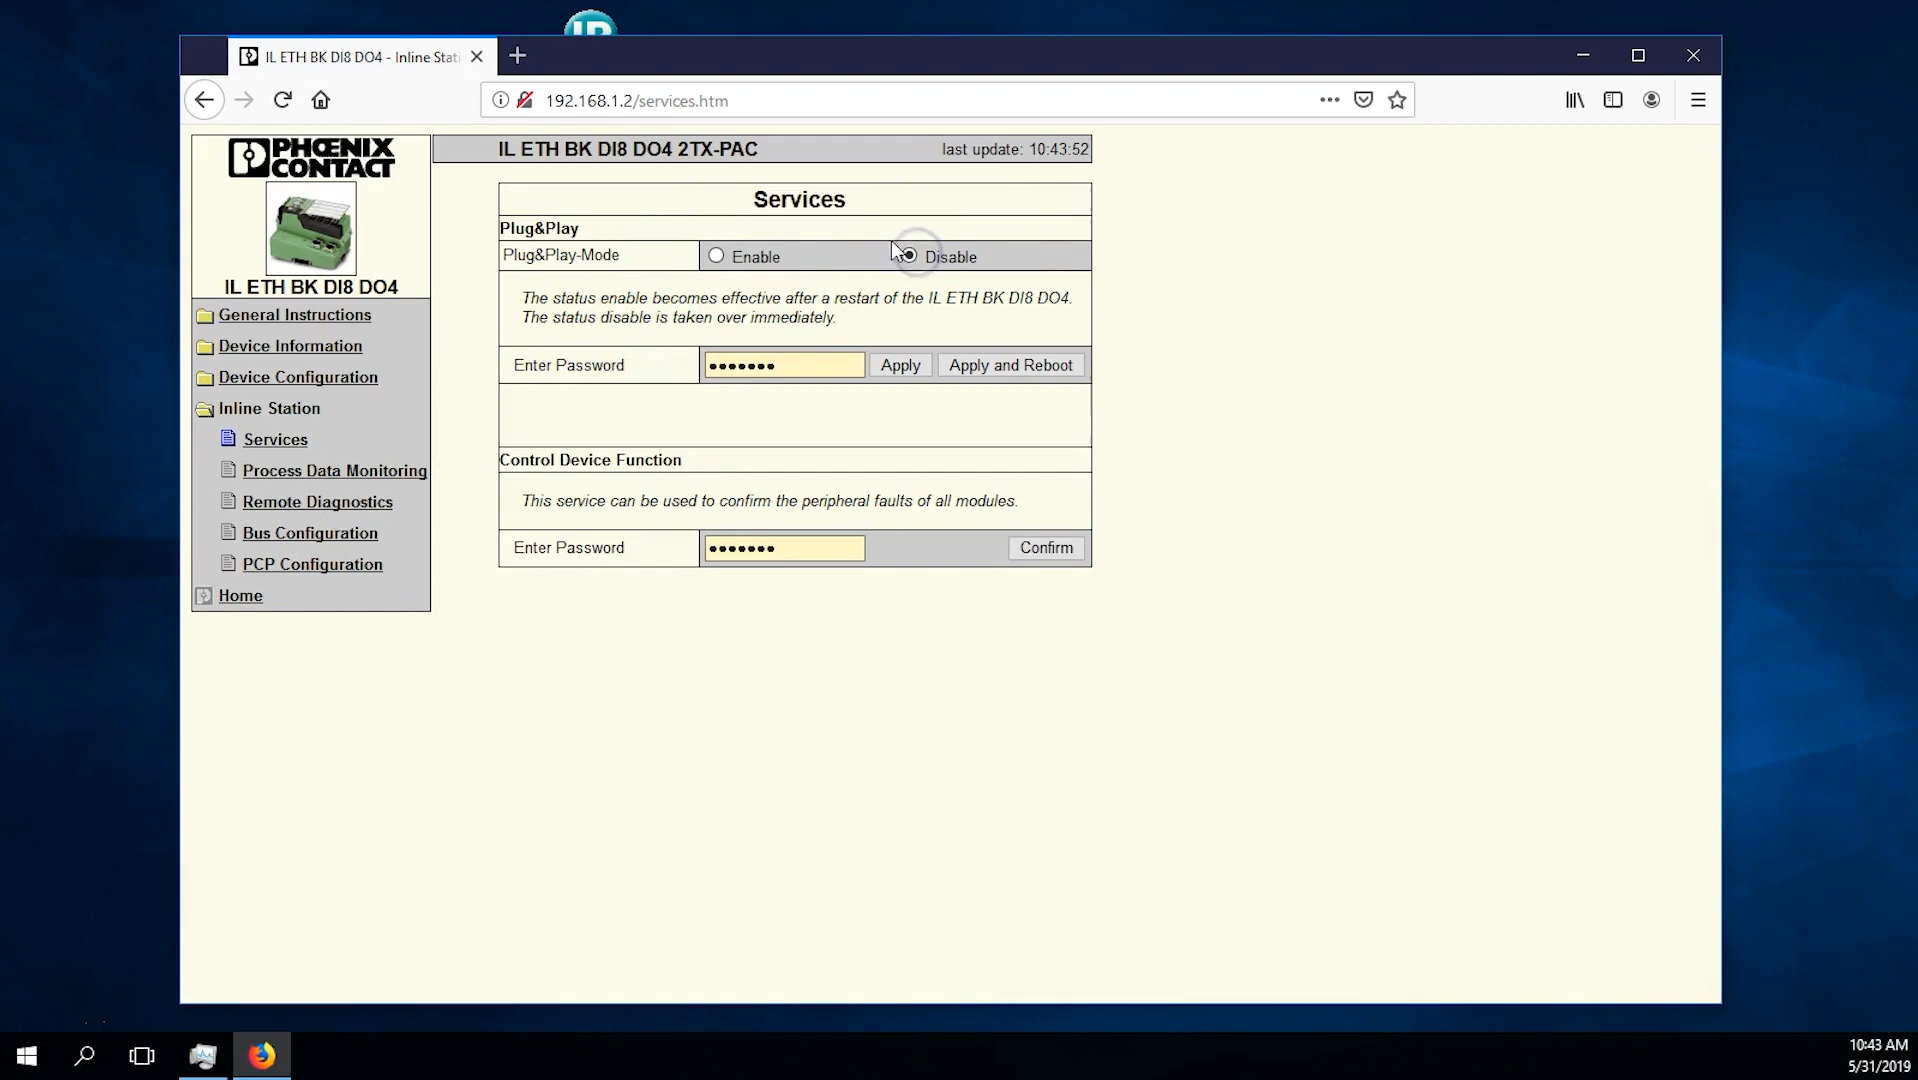 IL ETH BK DI8 DO4 - Inline Stati
192.168.1.2/services.htm
PHŒNIX
CONTACT
IL ETH BK DI8 DO4
General Instructions
Device Information
Device Configuration
Inline Station
Services
Process Data Monitoring
Remote Diagnostics
Bus Configuration
PCP Configuration
Home
IL ETH BK DI8 DO4 2TX-PAC
last update: 10:43:52
Services
Plug&Play
Plug&Play-Mode
Enable
Disable
The status enable becomes effective after a restart of the IL ETH BK DI8 DO4.
The status disable is taken over immediately.
Enter Password
Apply
Apply and Reboot
Control Device Function
This service can be used to confirm the peripheral faults of all modules.
Enter Password
Confirm
10:43 AM
5/31/2019